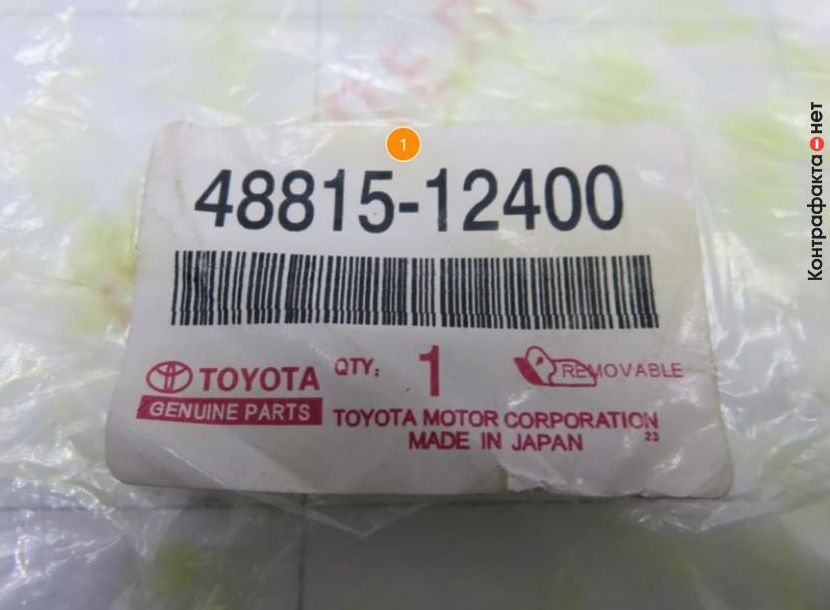 1
48815-12400
TOYOTA
GENUINE PARTS
QTY: 1
REMOVABLE
TOYOTA MOTOR CORPORATION
MADE IN JAPAN
23
Контрафакта нет